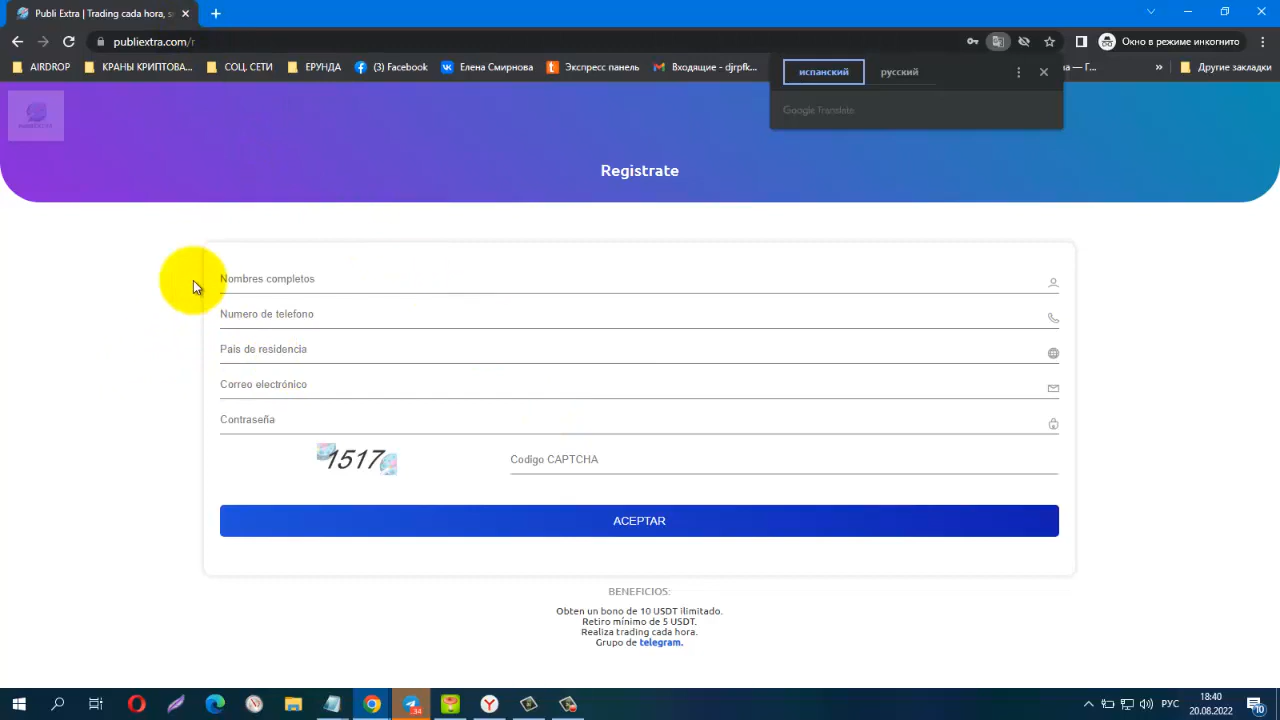 Publi Extra | Trading cada hora, s
publiextra.com/r
Окно в режиме инкогнито
AIRDROP
КРАНЫ КРИПТОВА...
СОЦ. СЕТИ
ЕРУНДА
(3) Facebook
Елена Смирнова
Экспресс панель
Входящие - djrpfk...
»
Другие закладки
испанский
русский
Google Translate
Registrate
Nombres completos
Numero de telefono
País de residencia
Correo electrónico
Contraseña
1517
Codigo CAPTCHA
ACEPTAR
BENEFICIOS:
Obten un bono de 10 USDT ilimitado.
Retiro mínimo de 5 USDT.
Realiza trading cada hora.
Grupo de telegram.
34
РУС
18:40
20.08.2022
10